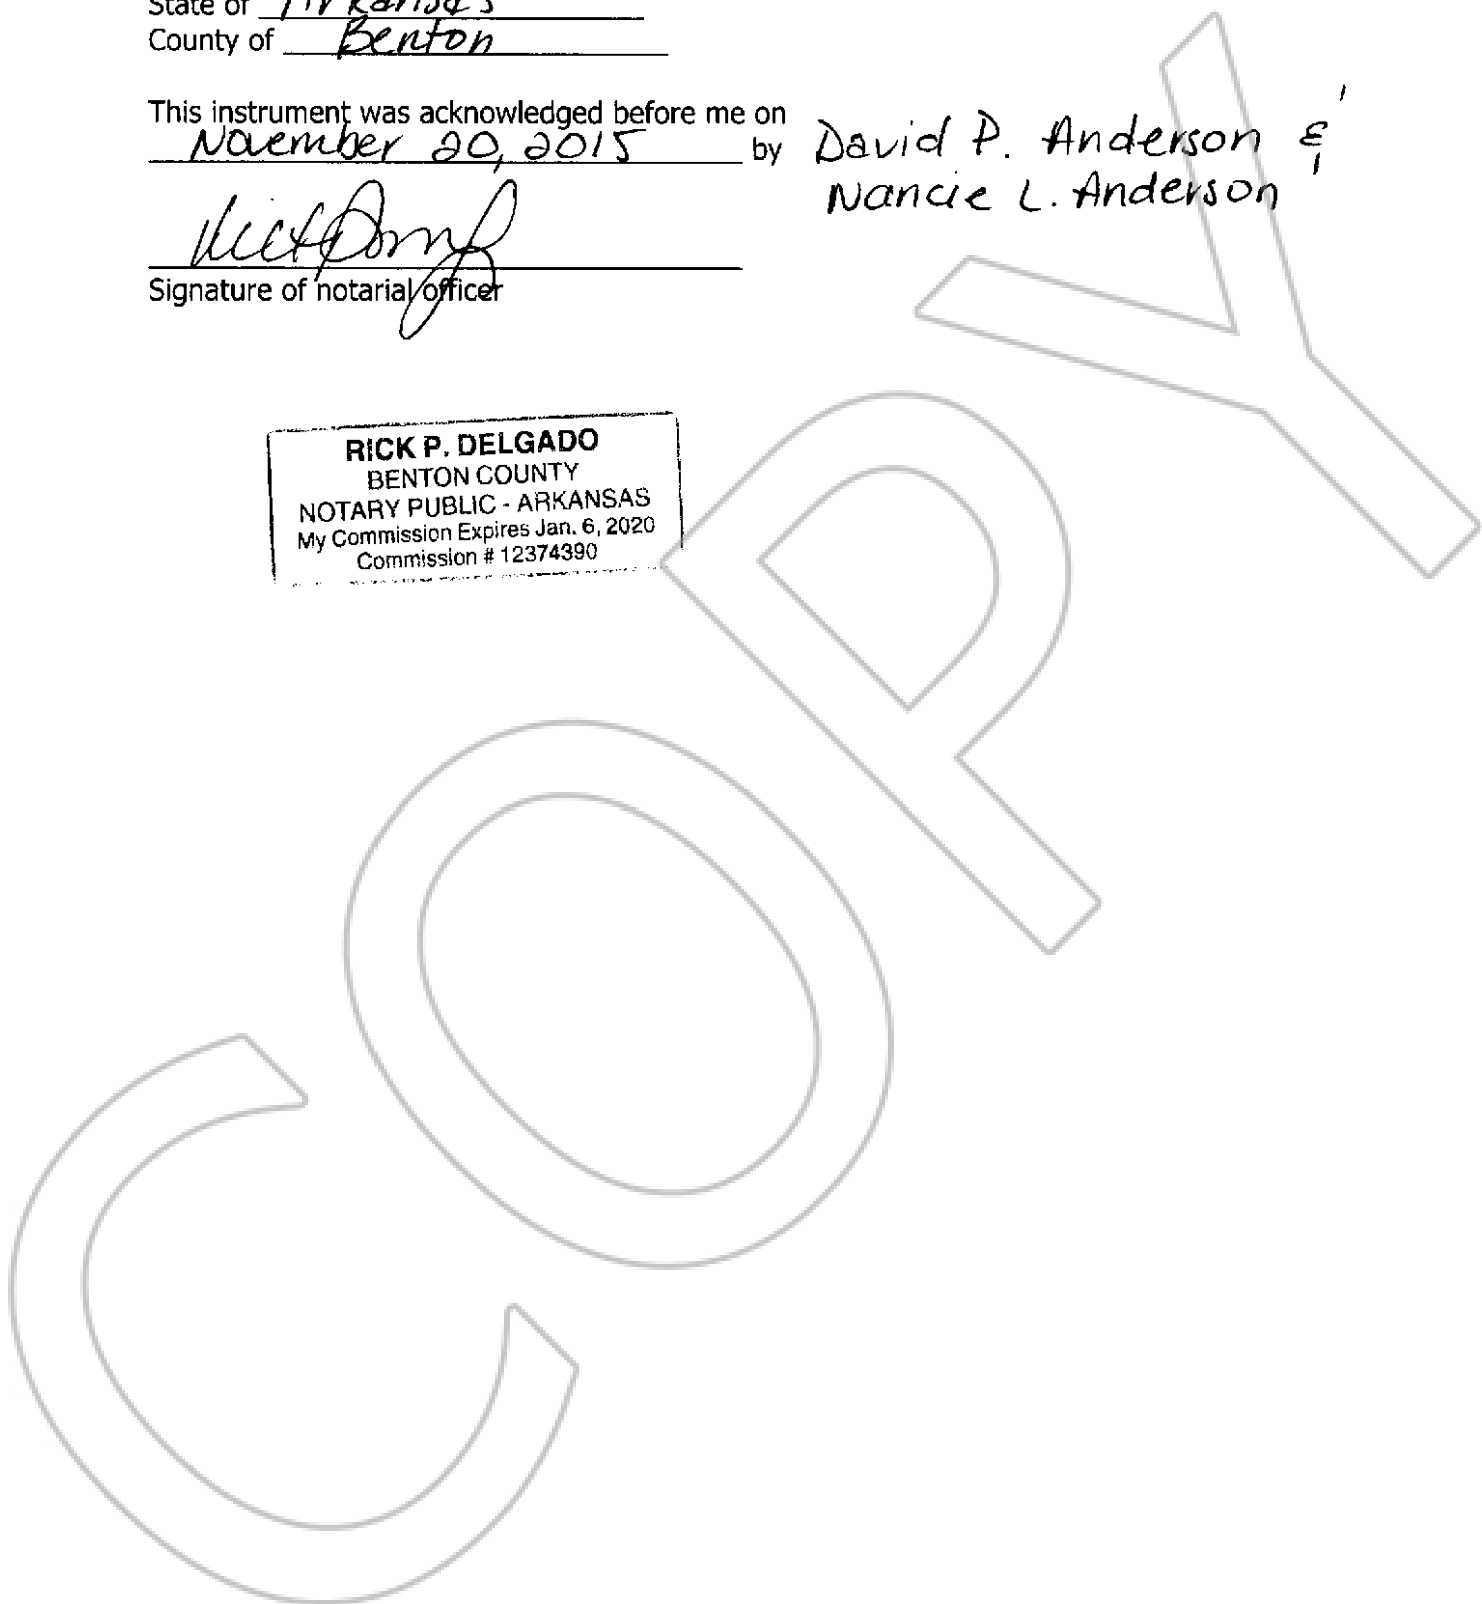 State of Arkansas
County of Benton
This instrument was acknowledged before me on
November 20, 2015 by David P. Anderson &
Nancie L. Anderson
Signature of notarial officer
RICK P. DELGADO
BENTON COUNTY
NOTARY PUBLIC - ARKANSAS
My Commission Expires Jan. 6, 2020
Commission # 12374390
COPY